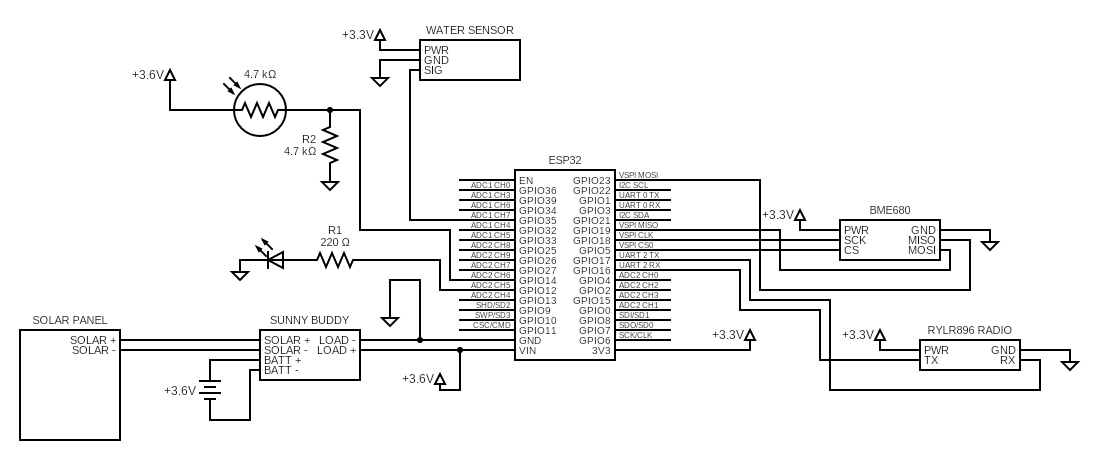 WATER SENSOR
+3.3V
PWR
GND
SIG
+3.6V
4.7 kΩ
R2
4.7 kΩ
ESP32
ADC1 CH0
ADC1 CH3
ADC1 CH6
ADC1 CH7
ADC1 CH4
ADC1 CH5
ADC2 CH8
ADC2 CH9
ADC2 CH7
ADC2 CH6
ADC2 CH5
ADC2 CH4
SHD/SD2
SWP/SD3
CSC/CMD
EN
GPIO36
GPIO39
GPIO34
GPIO35
GPIO32
GPIO33
GPIO25
GPIO26
GPIO27
GPIO14
GPIO12
GPIO13
GPIO9
GPIO10
GPIO11
GND
VIN
GPIO23
GPIO22
GPIO1
GPIO3
GPIO21
GPIO19
GPIO18
GPIO5
GPIO17
GPIO16
GPIO4
GPIO2
GPIO15
GPIO0
GPIO8
GPIO7
GPIO6
3V3
VSPI MOSI
I2C SCL
UART 0 TX
UART 0 RX
I2C SDA
VSPI MISO
VSPI CLK
VSPI CS0
UART 2 TX
UART 2 RX
ADC2 CH0
ADC2 CH2
ADC2 CH3
ADC2 CH1
SDI/SD1
SDO/SD0
SCK/CLK
+3.3V
BME680
PWR
SCK
CS
GND
MISO
MOSI
R1
220 Ω
SOLAR PANEL
SOLAR +
SOLAR -
SUNNY BUDDY
SOLAR +
SOLAR -
BATT +
BATT -
LOAD -
LOAD +
+3.6V
+3.6V
+3.3V
+3.3V
RYLR896 RADIO
PWR
TX
GND
RX